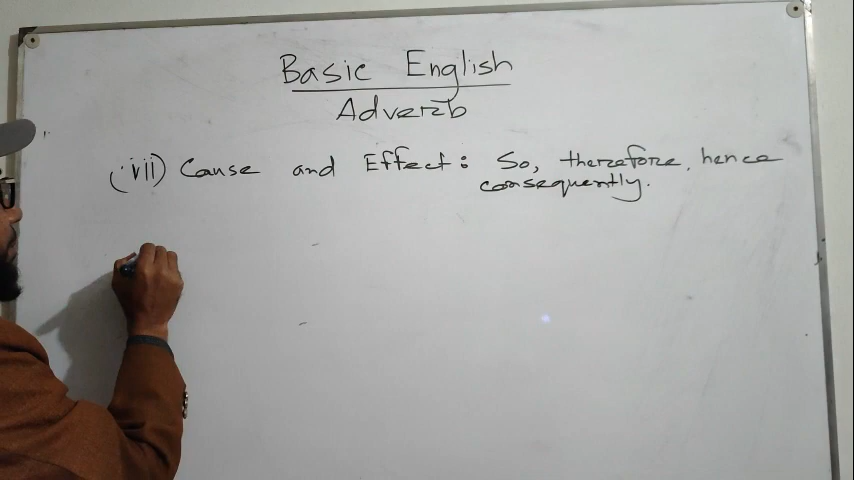 Basic English
Adverb
(vii) Cause and Effect: So, therefore, hence
consequently.